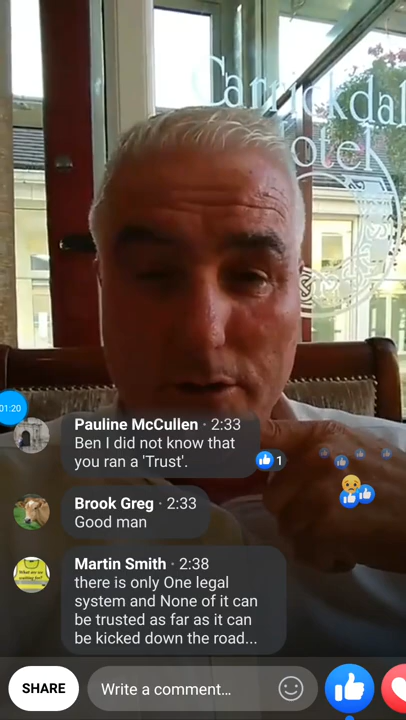 Carrickdal
otel
01:20
Pauline McCullen · 2:33
Ben I did not know that
you ran a 'Trust'.
1
Brook Greg · 2:33
Good man
Martin Smith · 2:38
there is only One legal
system and None of it can
be trusted as far as it can
be kicked down the road...
SHARE
Write a comment...